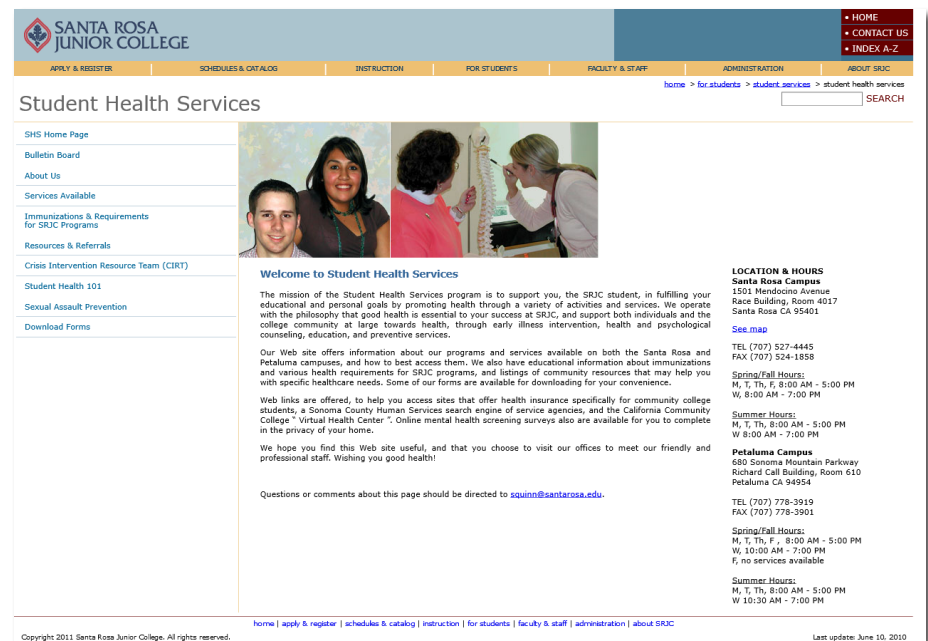 SANTA ROSA
JUNIOR COLLEGE
• HOME
• CONTACT US
• INDEX A-Z
APPLY & REGISTER
SCHEDULES & CATALOG
INSTRUCTION
FOR STUDENTS
FACULTY & STAFF
ADMINISTRATION
ABOUT SRJC
home > for students > student services > student health services
Student Health Services
SEARCH
SHS Home Page
Bulletin Board
About Us
Services Available
Immunizations & Requirements
for SRJC Programs
Resources & Referrals
Crisis Intervention Resource Team (CIRT)
Student Health 101
Sexual Assault Prevention
Download Forms
Welcome to Student Health Services
The mission of the Student Health Services program is to support you, the SRJC student, in fulfilling your
educational and personal goals by promoting health through a variety of activities and services. We operate
with the philosophy that good health is essential to your success at SRJC, and support both individuals and the
college community at large towards health, through early illness intervention, health and psychological
counseling, education, and preventive services.
Our Web site offers information about our programs and services available on both the Santa Rosa and
Petaluma campuses, and how to best access them. We also have educational information about immunizations
and various health requirements for SRJC programs, and listings of community resources that may help you
with specific healthcare needs. Some of our forms are available for downloading for your convenience.
Web links are offered, to help you access sites that offer health insurance specifically for community college
students, a Sonoma County Human Services search engine of service agencies, and the California Community
College " Virtual Health Center ". Online mental health screening surveys also are available for you to complete
in the privacy of your home.
We hope you find this Web site useful, and that you choose to visit our offices to meet our friendly and
professional staff. Wishing you good health!
Questions or comments about this page should be directed to squinn@santarosa.edu.
LOCATION & HOURS
Santa Rosa Campus
1501 Mendocino Avenue
Race Building, Room 4017
Santa Rosa CA 95401
See map
TEL (707) 527-4445
FAX (707) 524-1858
Spring/Fall Hours:
M, T, Th, F, 8:00 AM - 5:00 PM
W, 8:00 AM - 7:00 PM
Summer Hours:
M, T, Th, 8:00 AM - 5:00 PM
W 8:00 AM - 7:00 PM
Petaluma Campus
680 Sonoma Mountain Parkway
Richard Call Building, Room 610
Petaluma CA 94954
TEL (707) 778-3919
FAX (707) 778-3901
Spring/Fall Hours:
M, T, Th, F , 8:00 AM - 5:00 PM
W, 10:00 AM - 7:00 PM
F, no services available
Summer Hours:
M, T, Th, 8:00 AM - 5:00 PM
W 10:30 AM - 7:00 PM
home | apply & register | schedules & catalog | instruction | for students | faculty & staff | administration | about SRJC
Copyright 2011 Santa Rosa Junior College. All rights reserved.
Last update: June 10, 2010